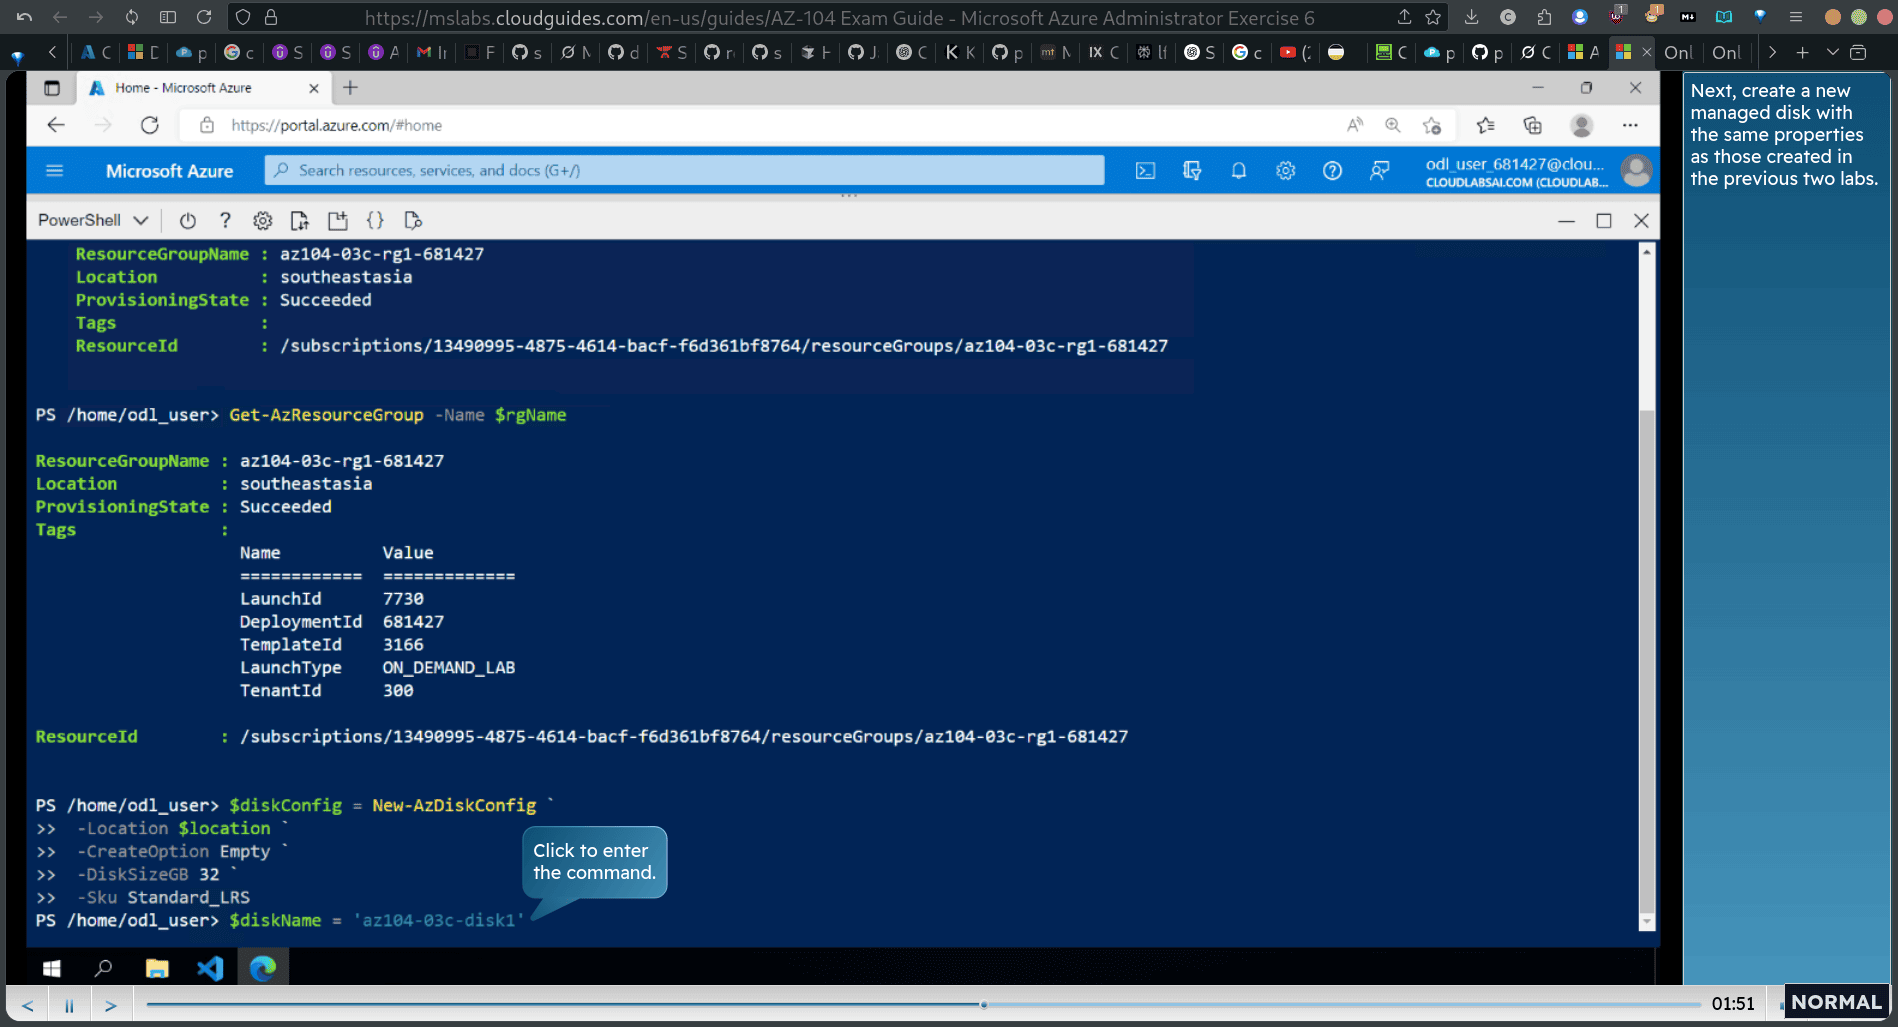 https://mslabs.cloudguides.com/en-us/guides/AZ-104 Exam Guide - Microsoft Azure Administrator Exercise 6
Onl
Onl
Home - Microsoft Azure
https://portal.azure.com/#home
Microsoft Azure
Search resources, services, and docs (G+/)
odl_user_681427@clou...
CLOUDLABSAI.COM (CLOUDLAB...
PowerShell
ResourceGroupName : az104-03c-rg1-681427
Location : southeastasia
ProvisioningState : Succeeded
Tags :
ResourceId : /subscriptions/13490995-4875-4614-bacf-f6d361bf8764/resourceGroups/az104-03c-rg1-681427
PS /home/odl_user> Get-AzResourceGroup -Name $rgName
ResourceGroupName : az104-03c-rg1-681427
Location : southeastasia
ProvisioningState : Succeeded
Tags :
Name Value
============ =============
LaunchId 7730
DeploymentId 681427
TemplateId 3166
LaunchType ON_DEMAND_LAB
TenantId 300
ResourceId : /subscriptions/13490995-4875-4614-bacf-f6d361bf8764/resourceGroups/az104-03c-rg1-681427
PS /home/odl_user> $diskConfig = New-AzDiskConfig `
>> -Location $location `
>> -CreateOption Empty `
>> -DiskSizeGB 32 `
>> -Sku Standard_LRS
PS /home/odl_user> $diskName = 'az104-03c-disk1'
Click to enter
the command.
Next, create a new
managed disk with
the same properties
as those created in
the previous two labs.
01:51
NORMAL